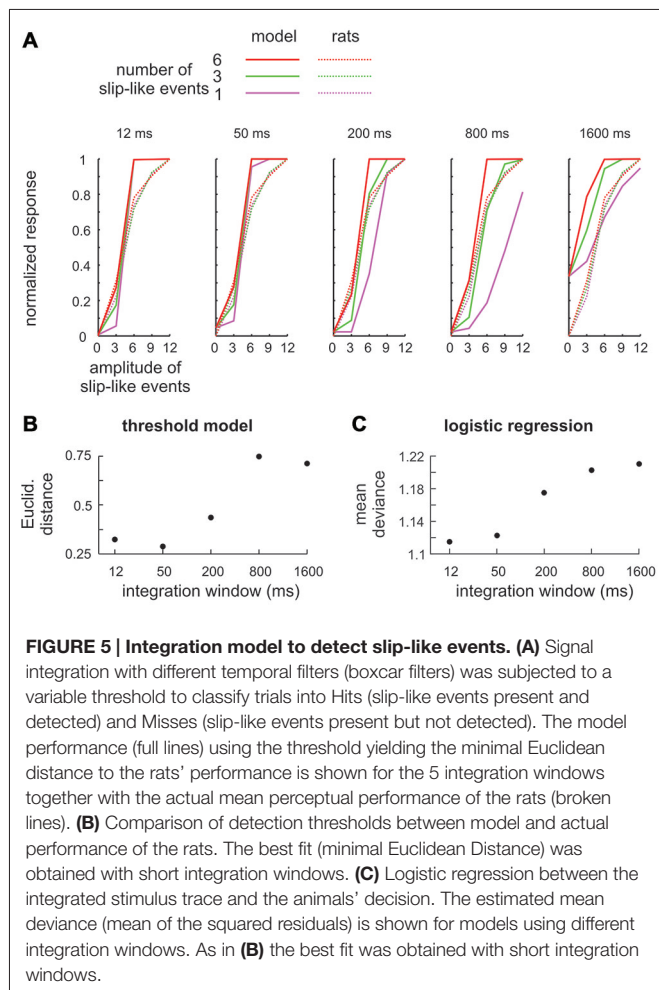 A
model rats
number of slip-like events
6
3
1
12 ms 50 ms 200 ms 800 ms 1600 ms
normalized response
1
0.8
0.6
0.4
0.2
0
0 3 6 9 12 0 3 6 9 12 0 3 6 9 12 0 3 6 9 12 0 3 6 9 12
amplitude of
slip-like events
B threshold model
Euclid.
distance
0.75
0.5
0.25
12 50 200 800 1600
integration window (ms)
C logistic regression
mean
deviance
1.22
1.18
1.14
1.1
12 50 200 800 1600
integration window (ms)
FIGURE 5 | Integration model to detect slip-like events. (A) Signal
integration with different temporal filters (boxcar filters) was subjected to a
variable threshold to classify trials into Hits (slip-like events present and
detected) and Misses (slip-like events present but not detected). The model
performance (full lines) using the threshold yielding the minimal Euclidean
distance to the rats' performance is shown for the 5 integration windows
together with the actual mean perceptual performance of the rats (broken
lines). (B) Comparison of detection thresholds between model and actual
performance of the rats. The best fit (minimal Euclidean Distance) was
obtained with short integration windows. (C) Logistic regression between the
integrated stimulus trace and the animals' decision. The estimated mean
deviance (mean of the squared residuals) is shown for models using different
integration windows. As in (B) the best fit was obtained with short integration
windows.